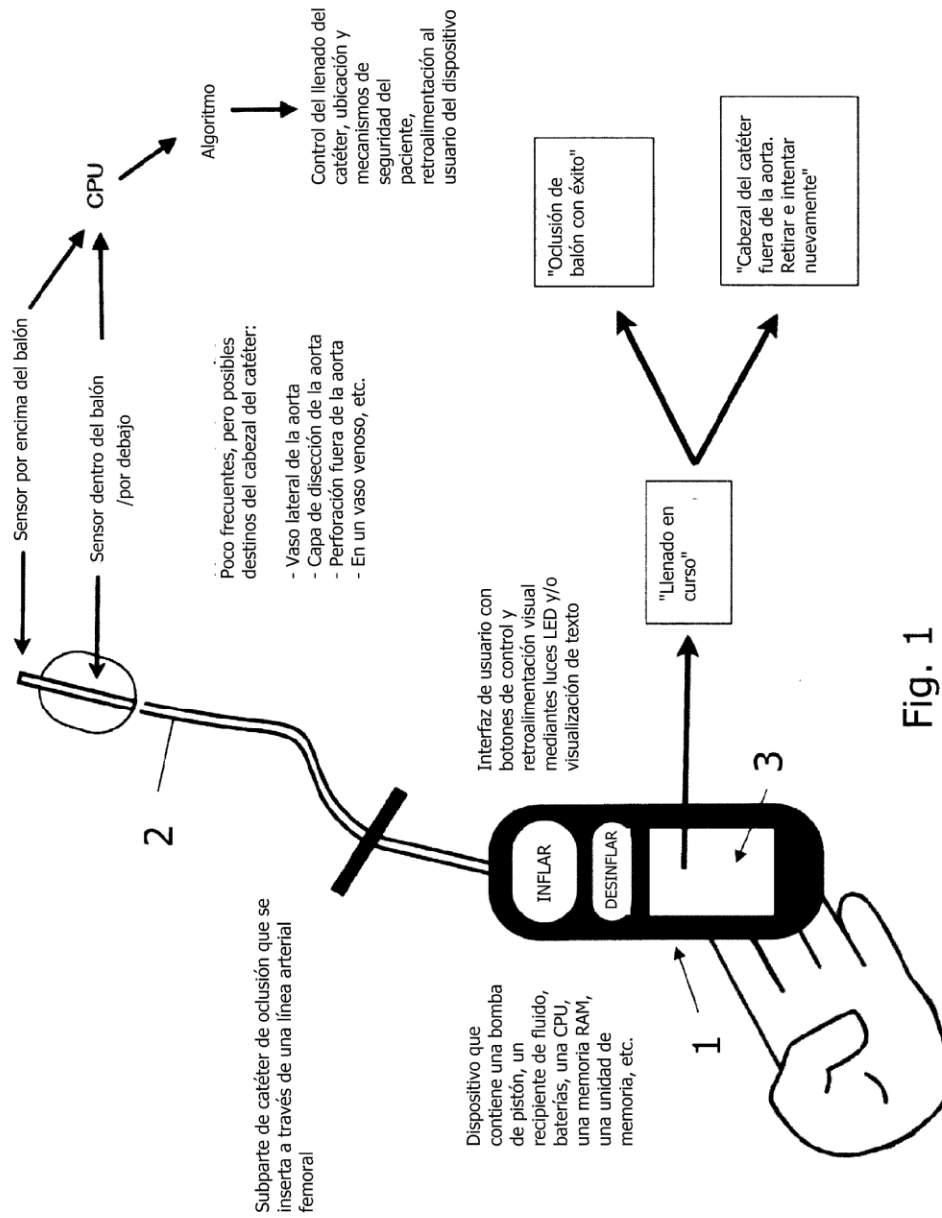 Sensor por encima del balón
Sensor dentro del balón
/por debajo
CPU
Algoritmo
Control del llenado del
catéter, ubicación y
mecanismos de
seguridad del
paciente,
retroalimentación al
usuario del dispositivo
Poco frecuentes, pero posibles
destinos del cabezal del catéter:
- Vaso lateral de la aorta
- Capa de disección de la aorta
- Perforación fuera de la aorta
- En un vaso venoso, etc.
2
Subparte de catéter de oclusión que se
inserta a través de una línea arterial
femoral
Interfaz de usuario con
botones de control y
retroalimentación visual
mediantes luces LED y/o
visualización de texto
INFLAR
DESINFLAR
3
1
Dispositivo que
contiene una bomba
de pistón, un
recipiente de fluido,
baterías, una CPU,
una memoria RAM,
una unidad de
memoria, etc.
"Llenado en
curso"
"Oclusión de
balón con éxito"
"Cabezal del catéter
fuera de la aorta.
Retirar e intentar
nuevamente"
Fig. 1